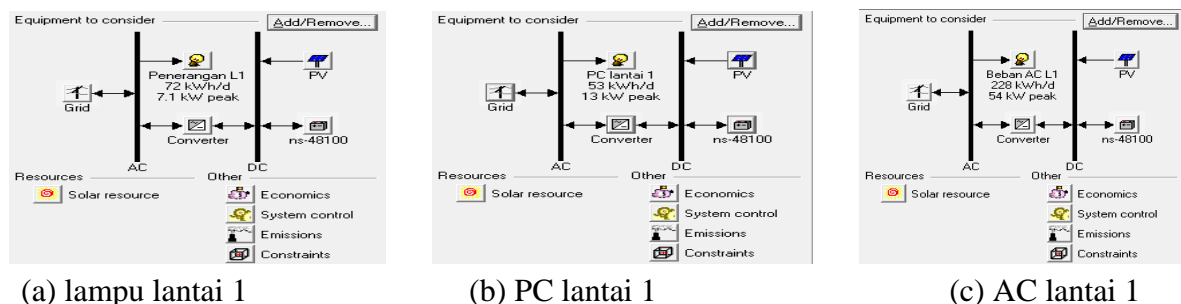 Equipment to consider Add/Remove...
Penerangan L1
72 kWh/d
7.1 kW peak
PV
Grid
Converter
ns-48100
AC DC
Resources Other
Solar resource Economics
System control
Emissions
Constraints
(a) lampu lantai 1
Equipment to consider Add/Remove...
PC lantai 1
53 kWh/d
13 kW peak
PV
Grid
Converter
ns-48100
AC DC
Resources Other
Solar resource Economics
System control
Emissions
Constraints
(b) PC lantai 1
Equipment to consider Add/Remove...
Beban AC L1
228 kWh/d
54 kW peak
PV
Grid
Converter
ns-48100
AC DC
Resources Other
Solar resource Economics
System control
Emissions
Constraints
(c) AC lantai 1